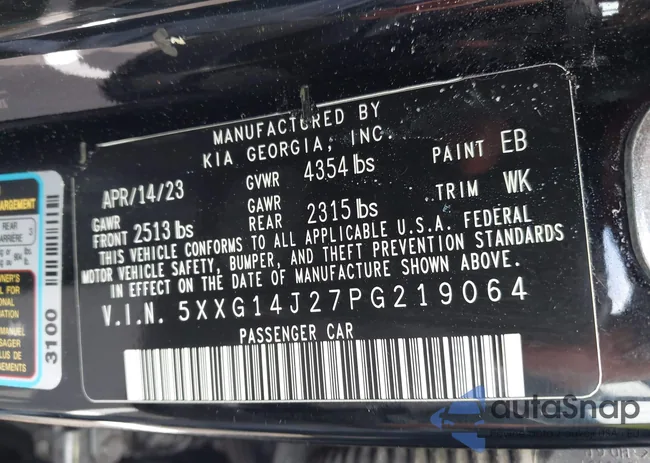 MANUFACTURED BY
KIA GEORGIA, INC
APR/14/23
GVWR 4354 lbs
PAINT EB
GAWR
FRONT 2513 lbs
GAWR
REAR 2315 lbs
TRIM WK
THIS VEHICLE CONFORMS TO ALL APPLICABLE U.S.A. FEDERAL
MOTOR VEHICLE SAFETY, BUMPER, AND THEFT PREVENTION STANDARDS
IN EFFECT ON THE DATE OF MANUFACTURE SHOWN ABOVE.
V.I.N. 5XXG14J27PG219064
PASSENGER CAR
REAR 3
3100
autoSnap